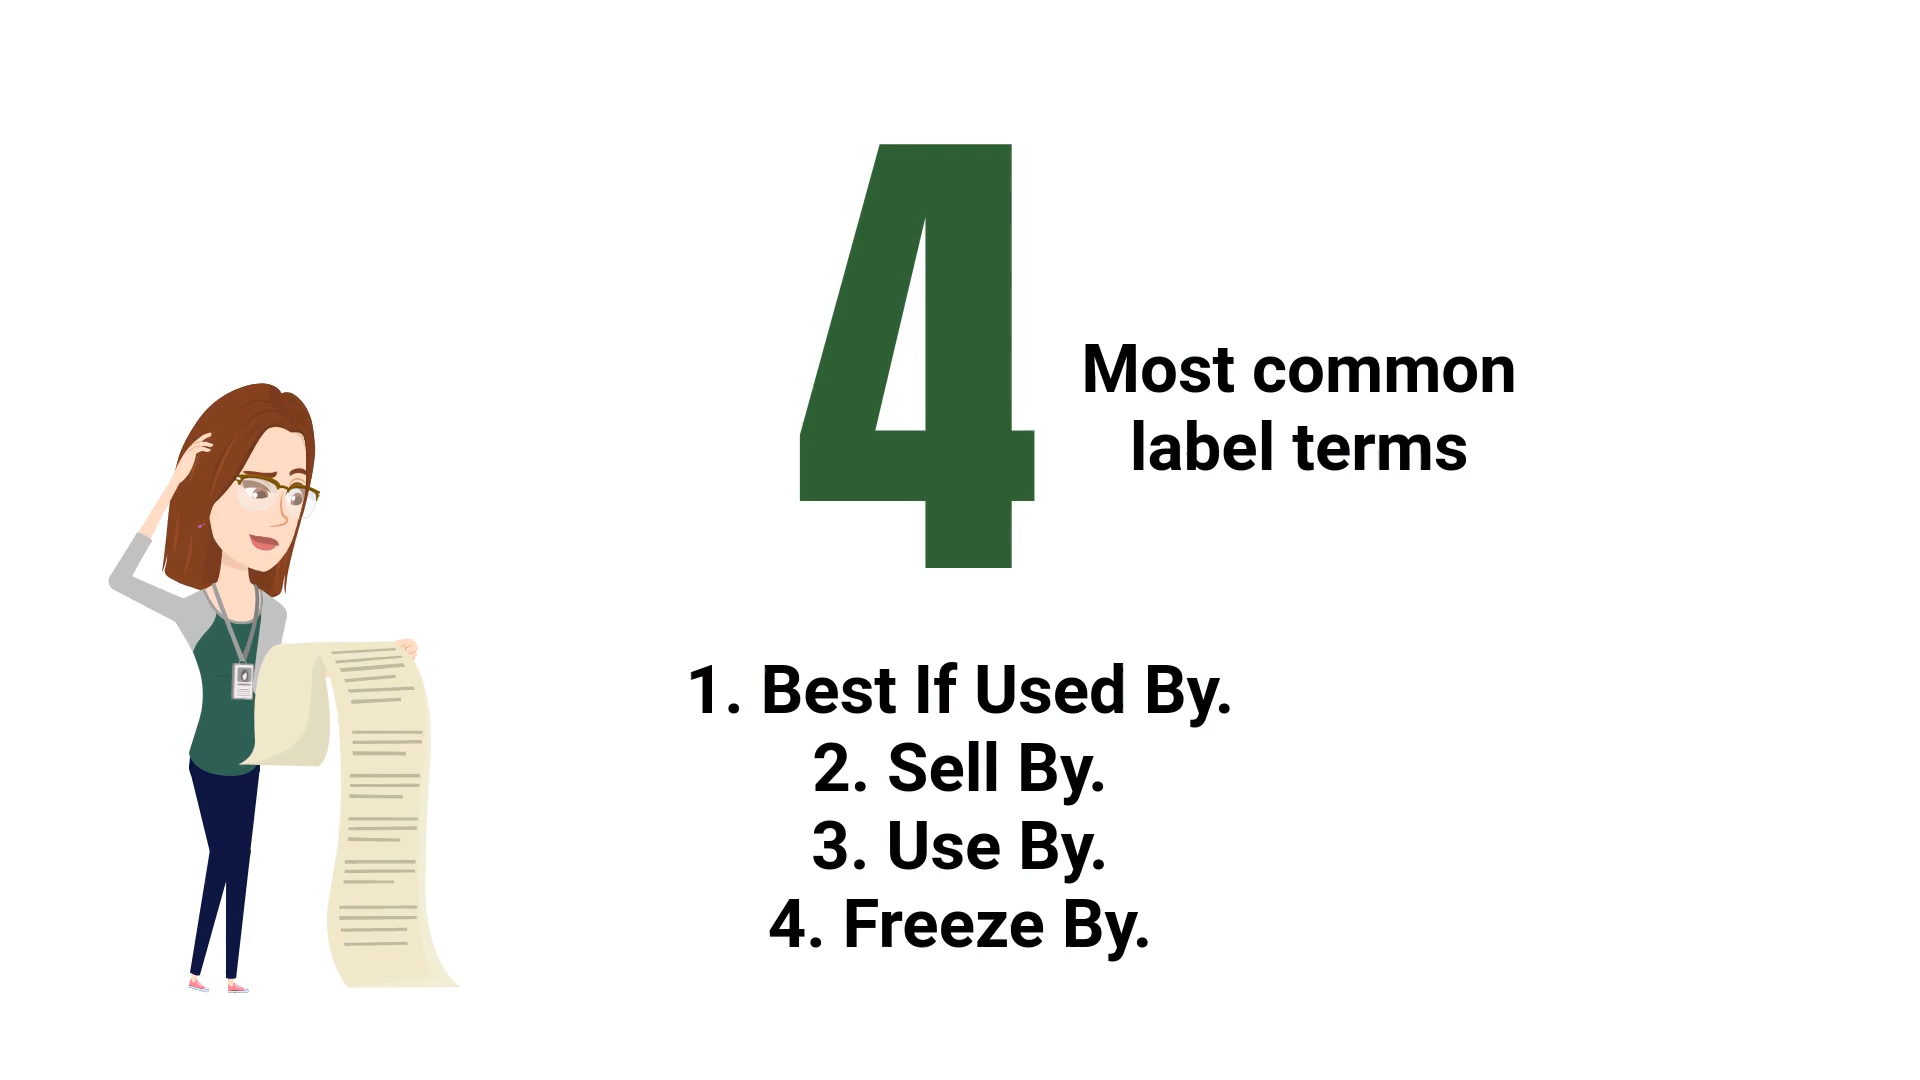 4
Most common
label terms
1. Best If Used By.
2. Sell By.
3. Use By.
4. Freeze By.